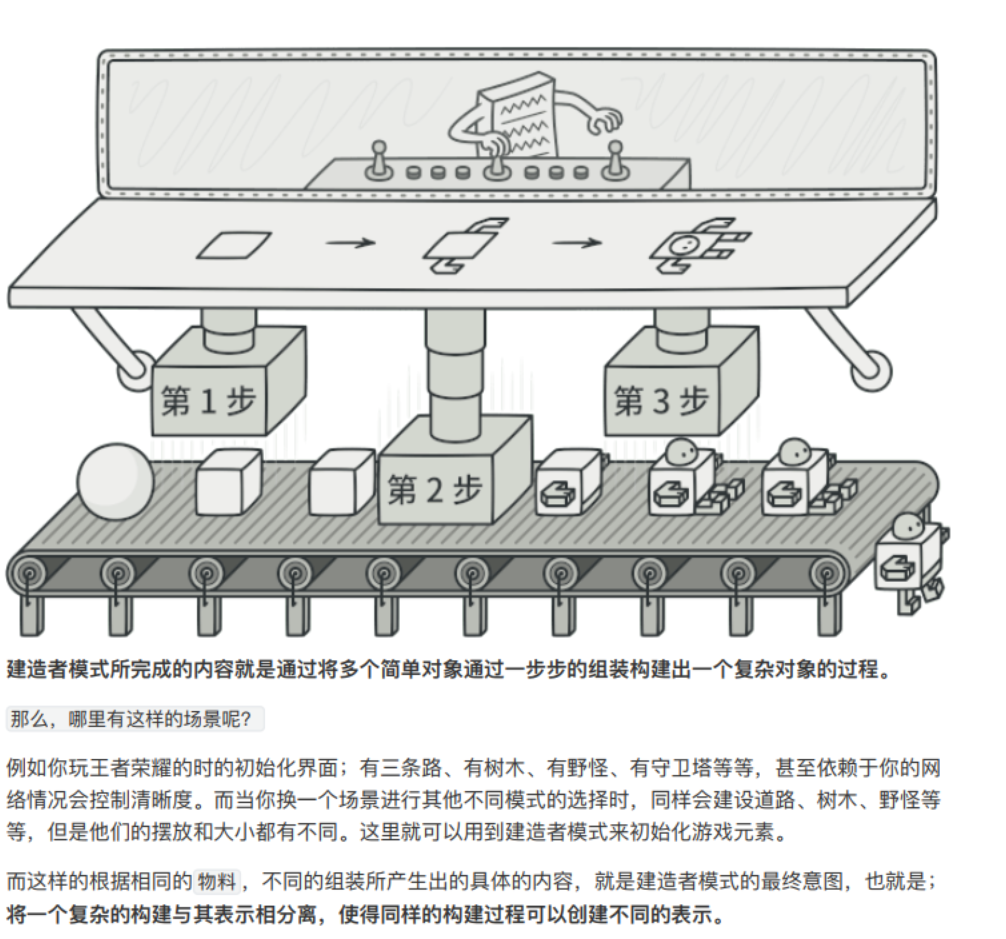 第 1 步
第 3 步
第 2 步
建造者模式所完成的内容就是通过将多个简单对象通过一步步的组装构建出一个复杂对象的过程。
那么，哪里有这样的场景呢？
例如你玩王者荣耀的时的初始化界面；有三条路、有树木、有野怪、有守卫塔等等，甚至依赖于你的网
络情况会控制清晰度。而当你换一个场景进行其他不同模式的选择时，同样会建设道路、树木、野怪等
等，但是他们的摆放和大小都有不同。这里就可以用到建造者模式来初始化游戏元素。
而这样的根据相同的 物料 ，不同的组装所产生出的具体的内容，就是建造者模式的最终意图，也就是；
将一个复杂的构建与其表示相分离，使得同样的构建过程可以创建不同的表示。